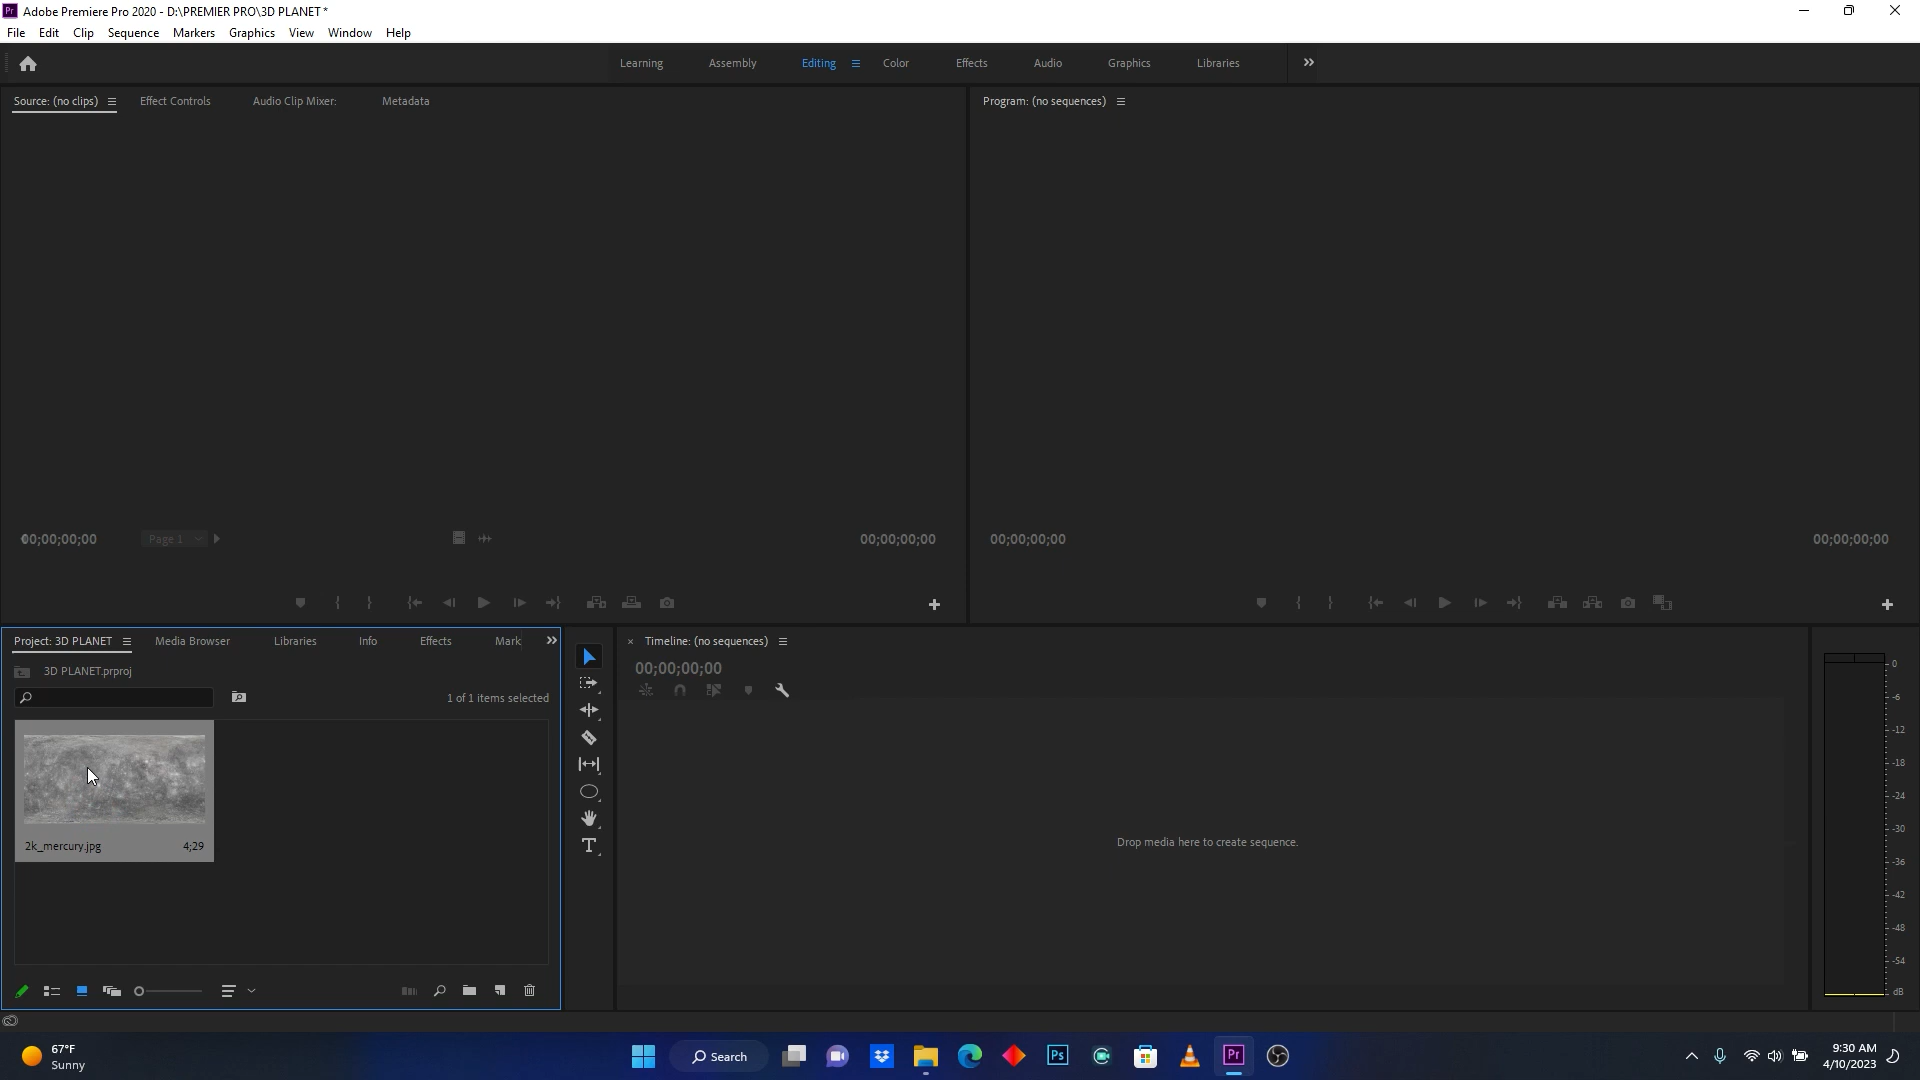 Pr Adobe Premiere Pro 2020 - D:\PREMIER PRO\3D PLANET *
File Edit Clip Sequence Markers Graphics View Window Help
Learning Assembly Editing Color Effects Audio Graphics Libraries
Source: (no clips) Effect Controls Audio Clip Mixer: Metadata
Program: (no sequences)
00;00;00;00 Page 1 00;00;00;00
00;00;00;00 00;00;00;00
Project: 3D PLANET Media Browser Libraries Info Effects Mark
3D PLANET.prproj
1 of 1 items selected
2k_mercury.jpg 4;29
Timeline: (no sequences)
00;00;00;00
Drop media here to create sequence.
0
-6
-12
-18
-24
-30
-36
-42
-48
-54
dB
67°F
Sunny
Search
Ps
Pr
9:30 AM
4/10/2023